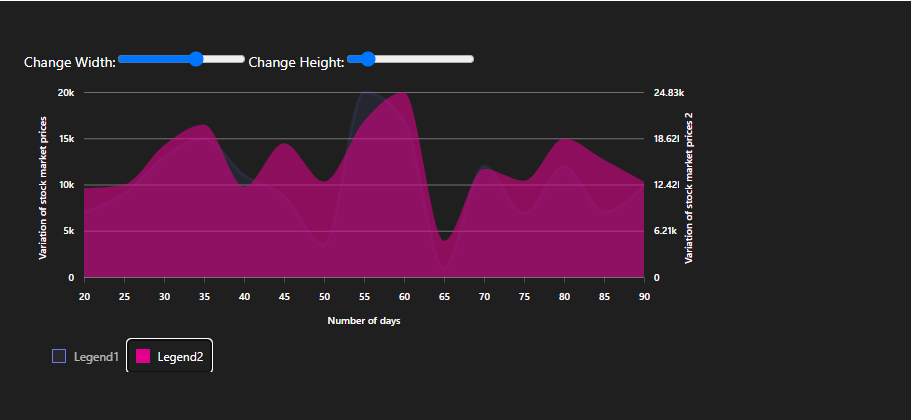 Change Width: Change Height:
20k
15k
10k
5k
0
Variation of stock market prices
24.83k
18.62l
12.42l
6.21k
0
Variation of stock market prices 2
20 25 30 35 40 45 50 55 60 65 70 75 80 85 90
Number of days
Legend1 Legend2